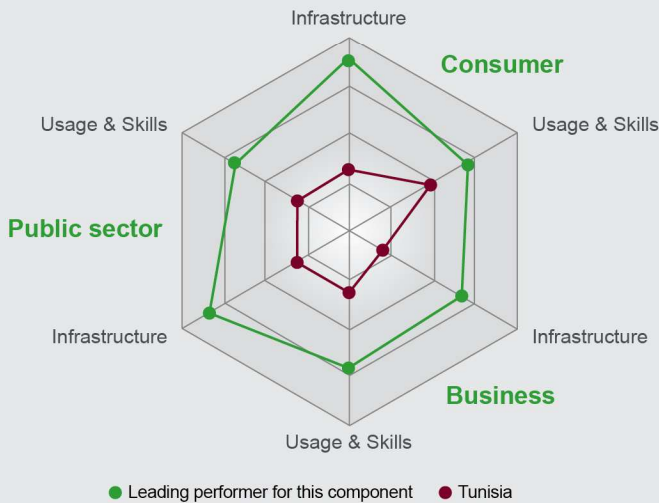 Infrastructure
Consumer
Usage & Skills
Usage & Skills
Public sector
Infrastructure
Infrastructure
Business
Usage & Skills
Leading performer for this component
Tunisia